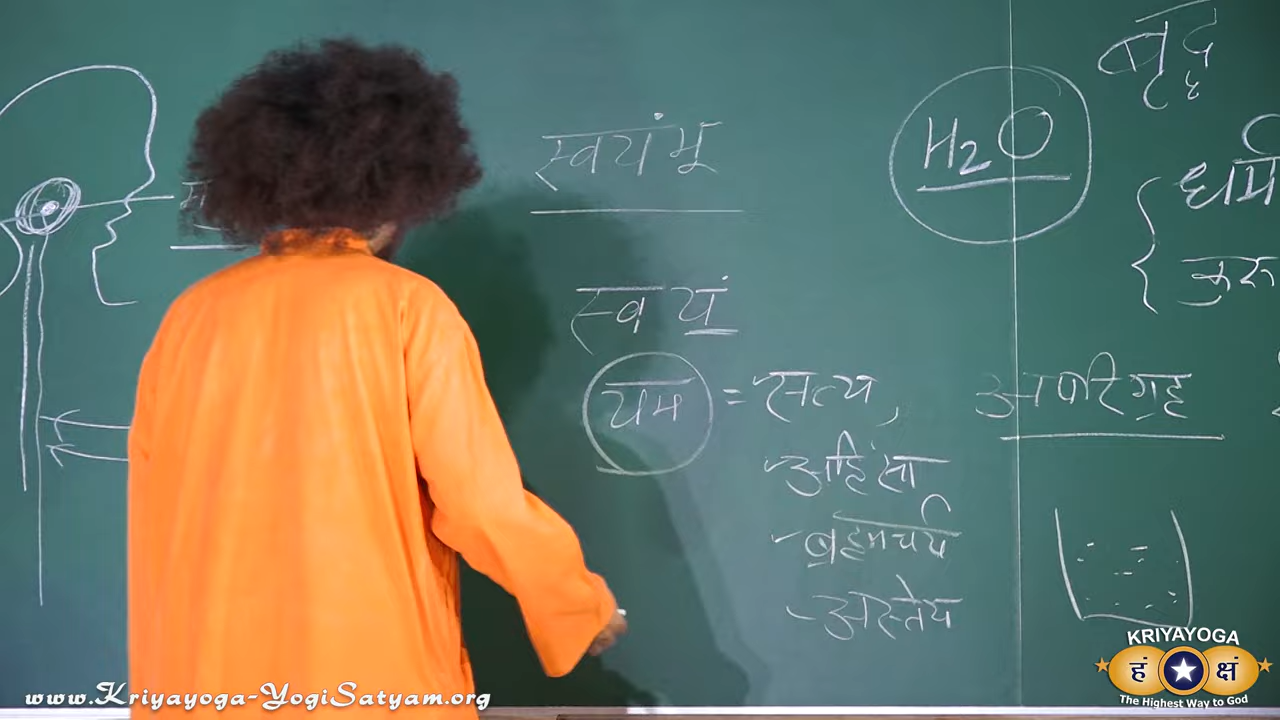 स्वयंभू
स्वयं
यम = सत्य,
अहिंसा
ब्रह्मचर्य
अस्तेय
H2O
धर्म
कुरु
अपरिग्रह
www.Kriyayoga-YogiSatyam.org
KRIYAYOGA
हं क्षं
The Highest Way to God